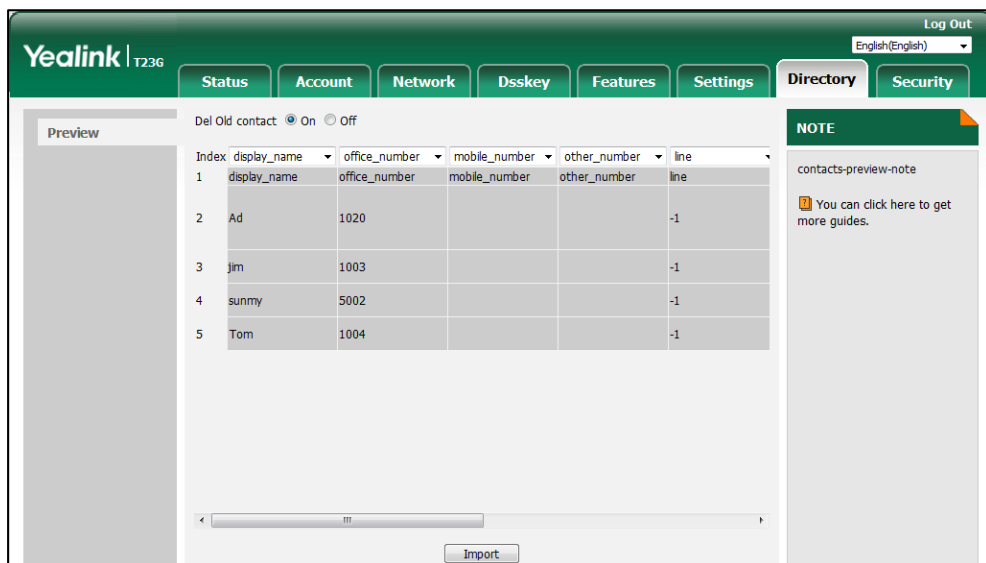 Log Out
Yealink | T23G
English(English)
Status Account Network Dsskey Features Settings Directory Security
Preview
Del Old contact On Off
Index display_name office_number mobile_number other_number line
1 display_name office_number mobile_number other_number line
2 Ad 1020 -1
3 jim 1003 -1
4 sunmy 5002 -1
5 Tom 1004 -1
Import
NOTE
contacts-preview-note
? You can click here to get
more guides.